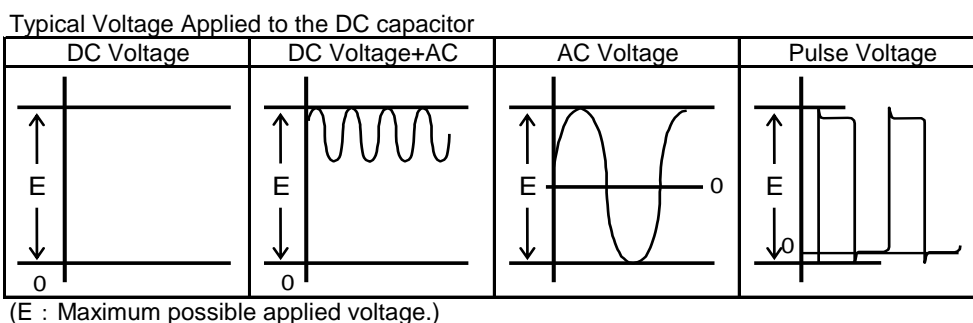 Typical Voltage Applied to the DC capacitor
DC Voltage DC Voltage+AC AC Voltage Pulse Voltage
E E E 0 E
0
0 0
(E：Maximum possible applied voltage.)